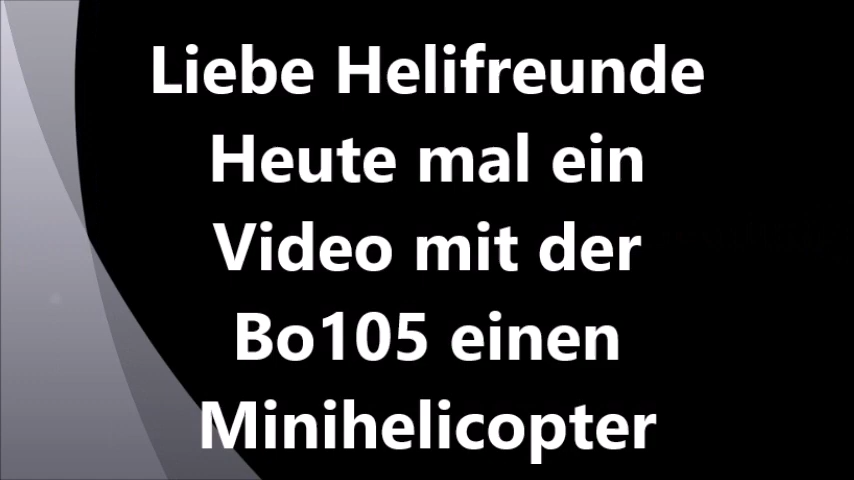 Liebe Helifreunde
Heute mal ein
Video mit der
Bo105 einen
Minihelicopter